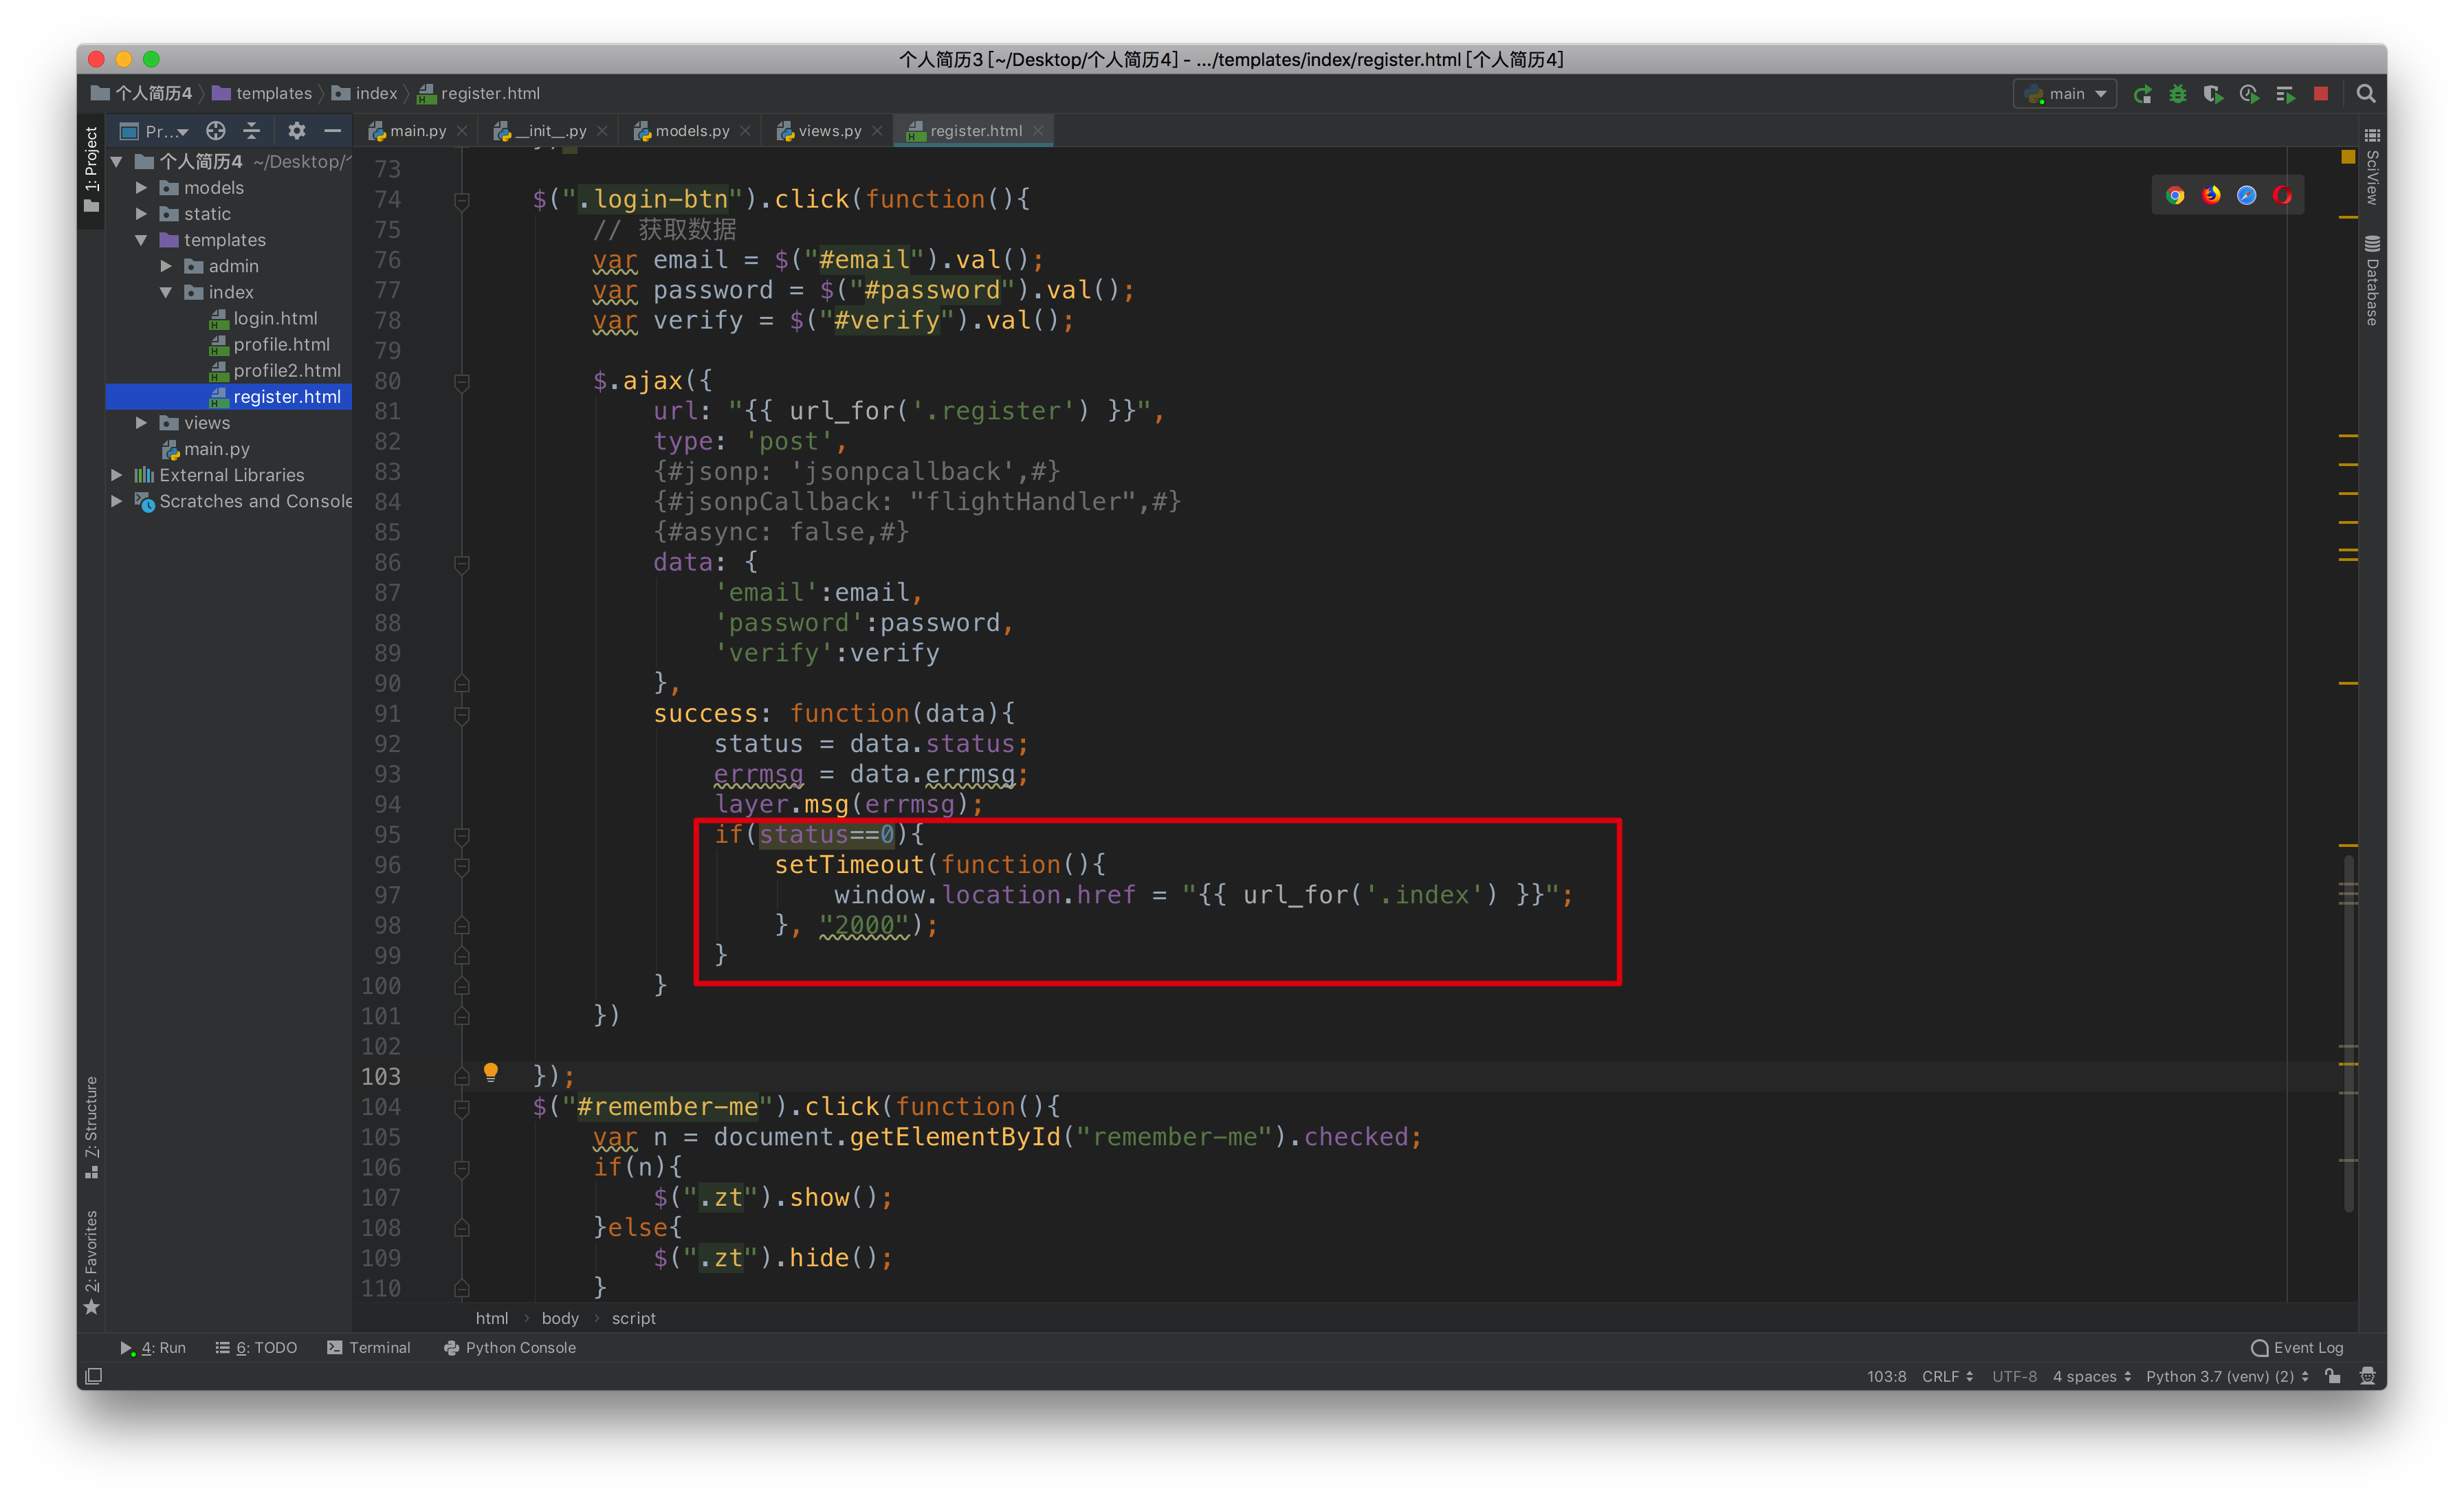 个人简历3 [~/Desktop/个人简历4] - .../templates/index/register.html [个人简历4]
个人简历4 templates index register.html
main
1: Project
Pr...
main.py
__init__.py
models.py
views.py
register.html
个人简历4 ~/Desktop/
models
static
templates
admin
index
login.html
profile.html
profile2.html
register.html
views
main.py
External Libraries
Scratches and Console
73
74 $(".login-btn").click(function(){
75 // 获取数据
76 var email = $("#email").val();
77 var password = $("#password").val();
78 var verify = $("#verify").val();
79
80 $.ajax({
81 url: "{{ url_for('.register') }}",
82 type: 'post',
83 {#jsonp: 'jsonpcallback',#}
84 {#jsonpCallback: "flightHandler",#}
85 {#async: false,#}
86 data: {
87 'email':email,
88 'password':password,
89 'verify':verify
90 },
91 success: function(data){
92 status = data.status;
93 errmsg = data.errmsg;
94 layer.msg(errmsg);
95 if(status==0){
96 setTimeout(function(){
97 window.location.href = "{{ url_for('.index') }}";
98 }, "2000");
99 }
100 }
101 })
102
103 });
104 $("#remember-me").click(function(){
105 var n = document.getElementById("remember-me").checked;
106 if(n){
107 $(".zt").show();
108 }else{
109 $(".zt").hide();
110 }
SciView
Database
7: Structure
2: Favorites
html › body › script
4: Run
6: TODO
Terminal
Python Console
Event Log
103:8 CRLF UTF-8 4 spaces Python 3.7 (venv) (2)